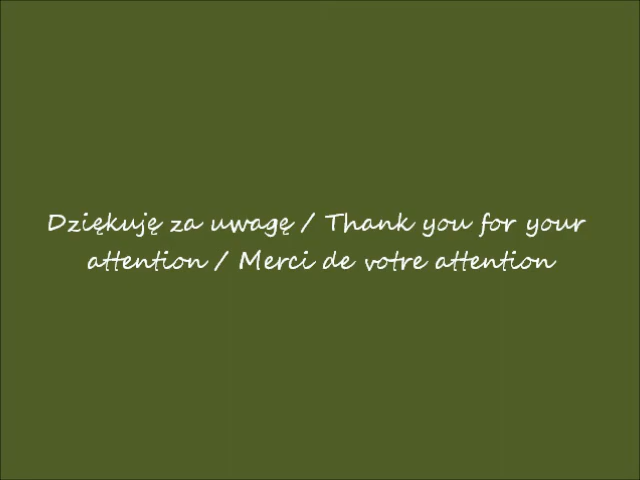 Dziękuję za uwagę / Thank you for your
attention / Merci de votre attention